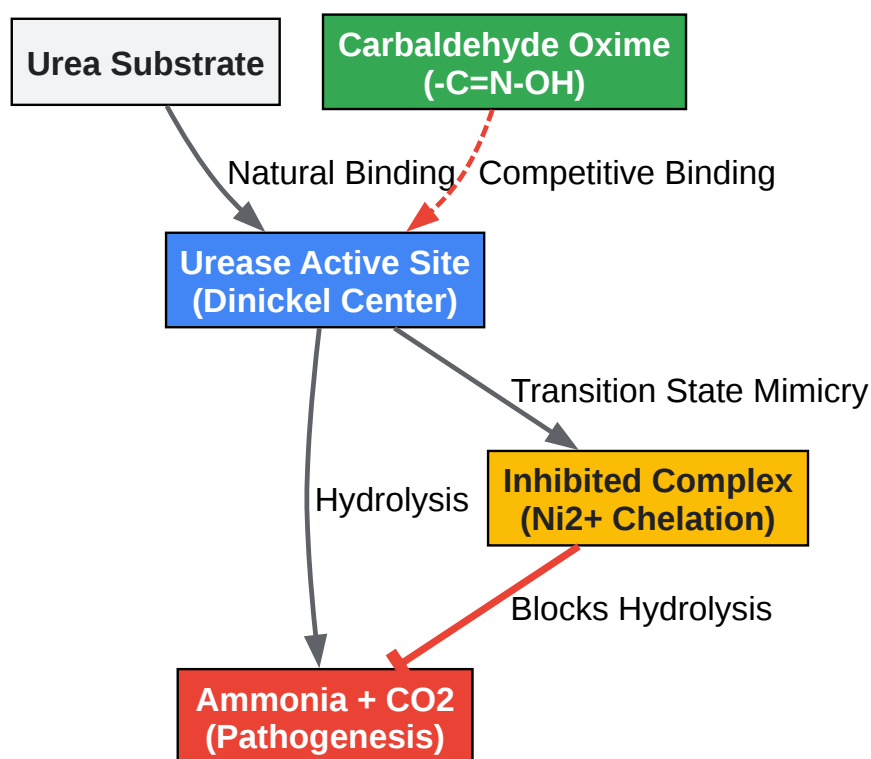 Urea Substrate
Carbaldehyde Oxime
(-C=N-OH)
Natural Binding
Competitive Binding
Urease Active Site
(Dinickel Center)
Transition State Mimicry
Hydrolysis
Inhibited Complex
(Ni2+ Chelation)
Blocks Hydrolysis
Ammonia + CO2
(Pathogenesis)